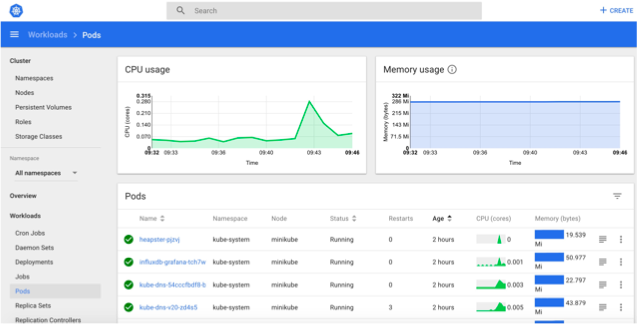 Search
+ CREATE
Workloads > Pods
Cluster
Namespaces
Nodes
Persistent Volumes
Roles
Storage Classes
Namespace
All namespaces
Overview
Workloads
Cron Jobs
Daemon Sets
Deployments
Jobs
Pods
Replica Sets
Replication Controllers
CPU usage
CPU (cores)
0.315
0.280
0.210
0.140
0.070
0
09:32 09:33 09:36 09:40 09:43 09:46
Time
Memory usage
Memory (bytes)
322 Mi
286 Mi
215 Mi
143 Mi
71.5 Mi
0
09:32 09:33 09:36 09:40 09:43 09:46
Time
Pods
Name Namespace Node Status Restarts Age CPU (cores) Memory (bytes)
kube-system minikube Running 0 2 hours 0 19.539 Mi
influxdb-grafana-tch7w kube-system minikube Running 0 2 hours 0.001 50.977 Mi
kube-system minikube Running 0 2 hours 0.003 22.797 Mi
kube-dns-v20-zd4s5 kube-system minikube Running 3 2 hours 0.005 43.879 Mi